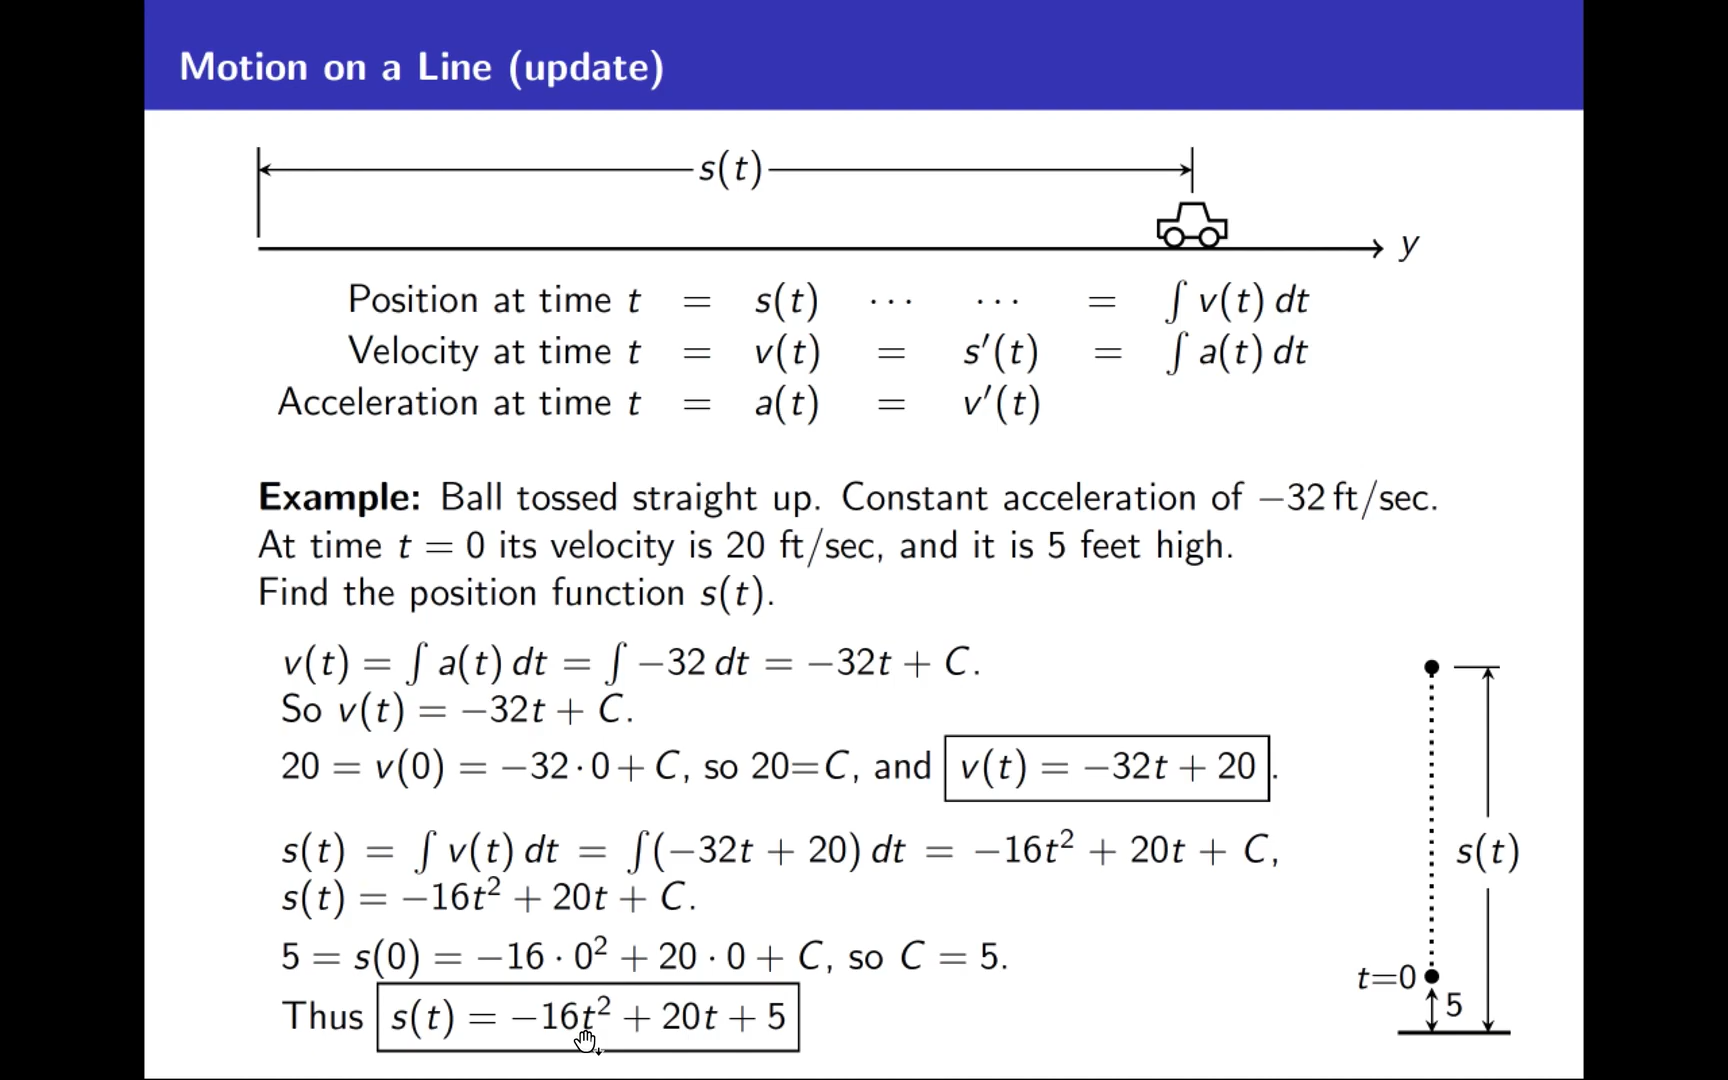 Motion on a Line (update)
s(t)
y
Position at time t = s(t) ··· ··· = ∫ v(t) dt
Velocity at time t = v(t) = s′(t) = ∫ a(t) dt
Acceleration at time t = a(t) = v′(t)
Example: Ball tossed straight up. Constant acceleration of −32 ft/sec.
At time t = 0 its velocity is 20 ft/sec, and it is 5 feet high.
Find the position function s(t).
v(t) = ∫ a(t) dt = ∫ −32 dt = −32t + C.
So v(t) = −32t + C.
20 = v(0) = −32·0+ C, so 20=C, and v(t) = −32t + 20.
s(t) = ∫ v(t) dt = ∫(−32t + 20) dt = −16t² + 20t + C,
s(t) = −16t² + 20t + C.
5 = s(0) = −16 · 0² + 20 · 0 + C, so C = 5.
Thus s(t) = −16t² + 20t + 5
s(t)
t=0
5